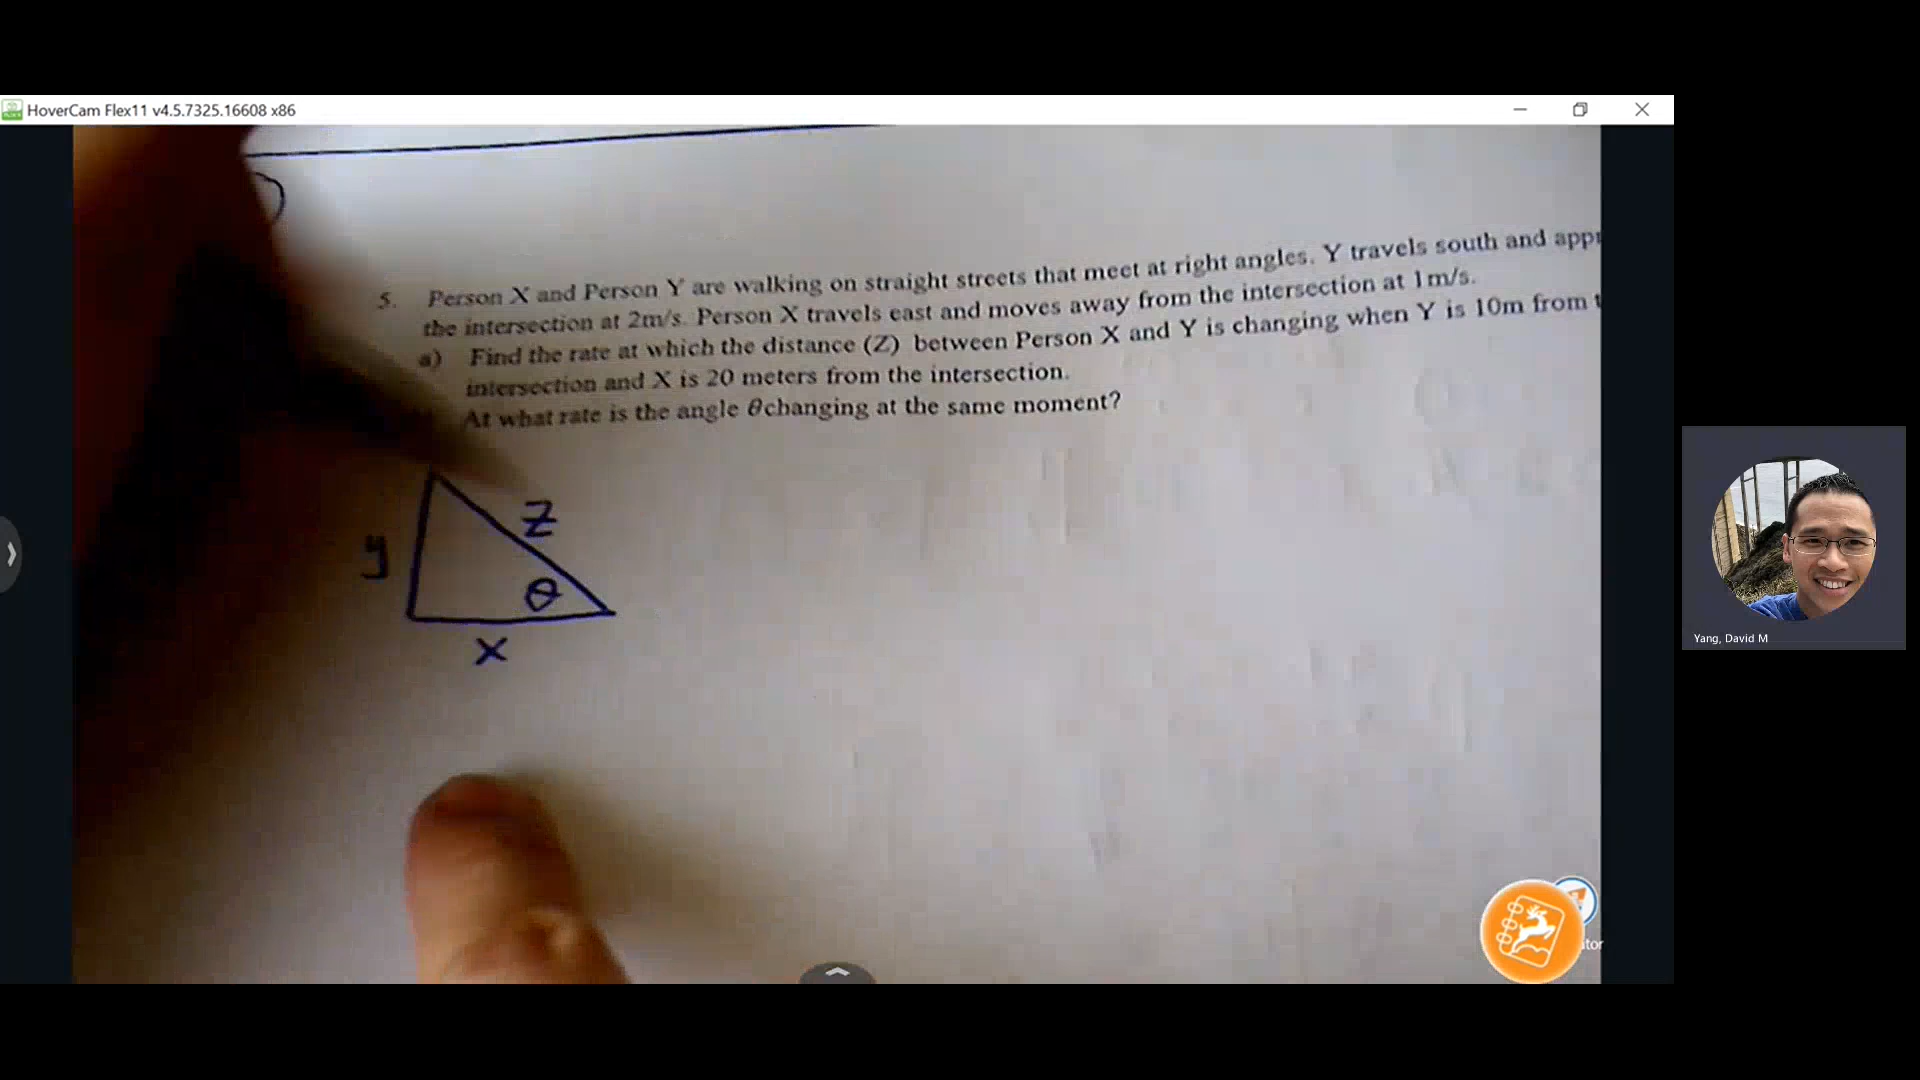 HoverCam Flex11 v4.5.7325.16608 x86
5. Person X and Person Y are walking on straight streets that meet at right angles. Y travels south and
the intersection at 2m/s. Person X travels east and moves away from the intersection at 1m/s.
a) Find the rate at which the distance (Z) between Person X and Y is changing when Y is 10m from
intersection and X is 20 meters from the intersection.
At what rate is the angle θ changing at the same moment?
Z
y
θ
x
Yang, David M